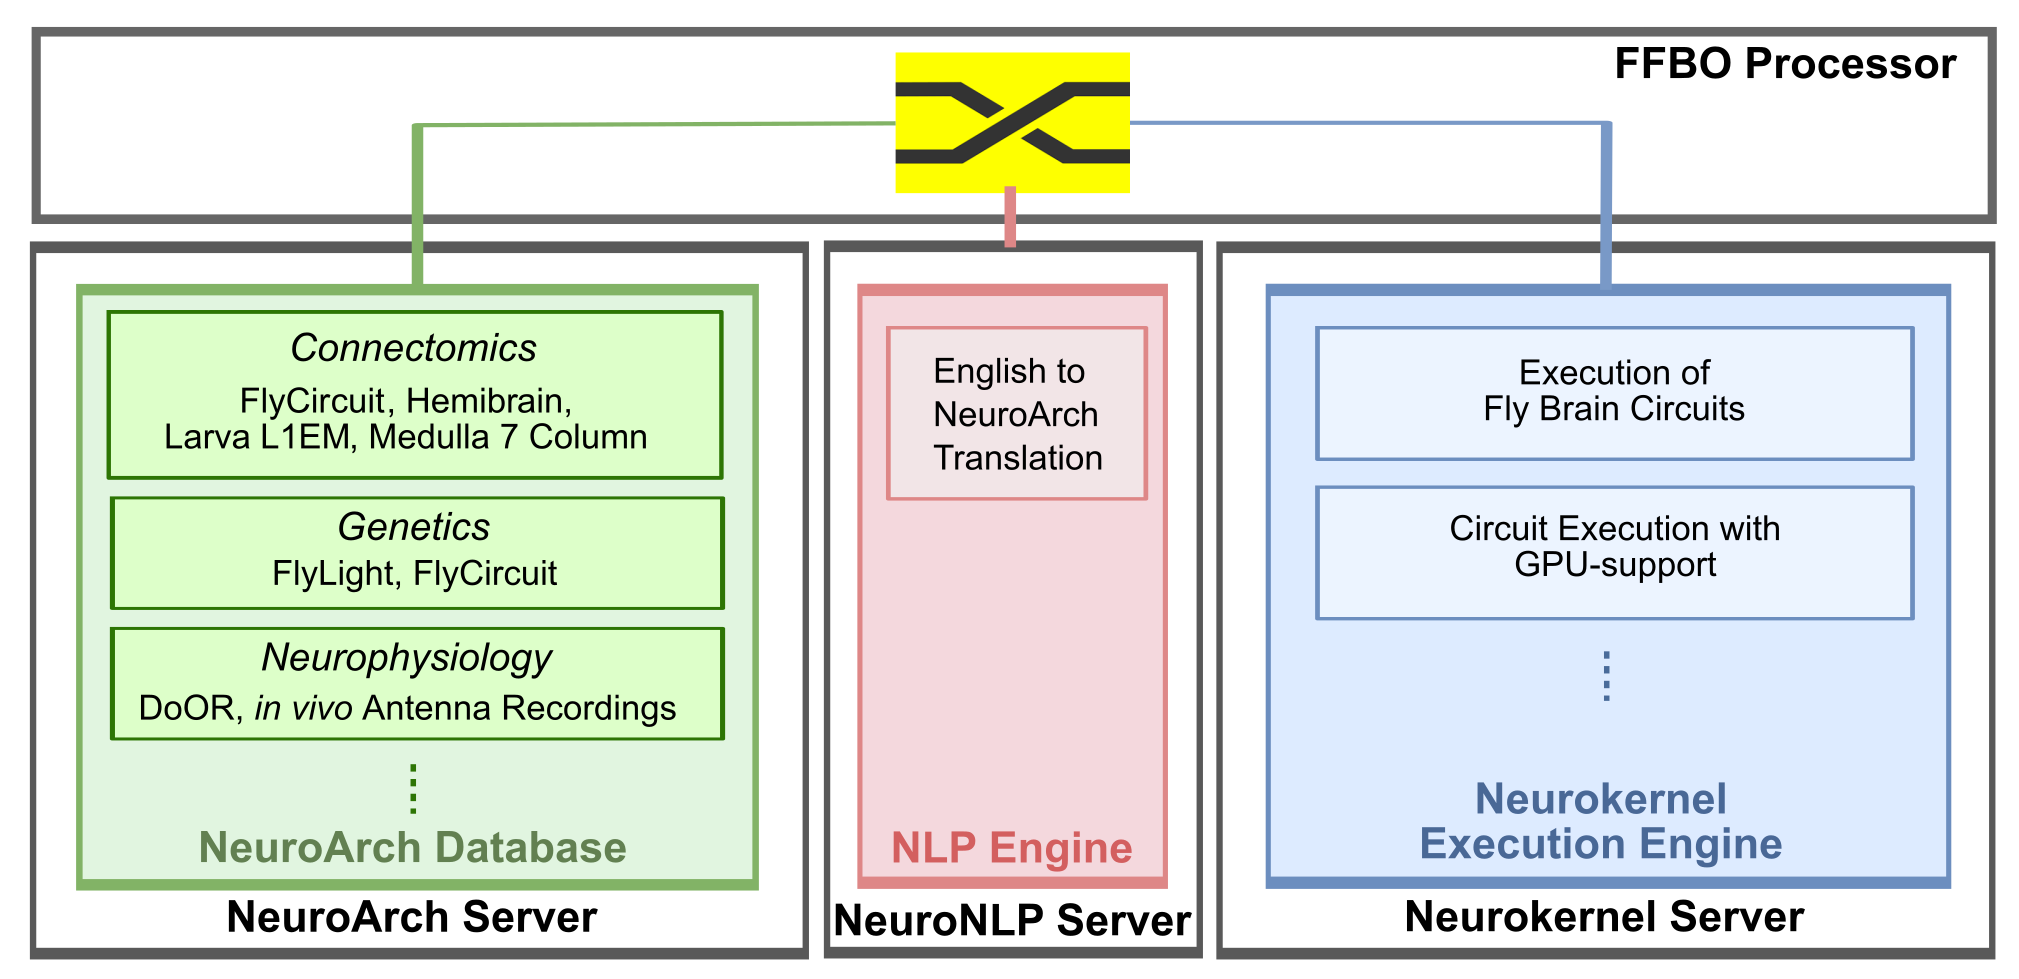 FFBO Processor
Connectomics
FlyCircuit, Hemibrain,
Larva L1EM, Medulla 7 Column
Genetics
FlyLight, FlyCircuit
Neurophysiology
DoOR, in vivo Antenna Recordings
NeuroArch Database
NeuroArch Server
English to
NeuroArch
Translation
NLP Engine
NeuroNLP Server
Execution of
Fly Brain Circuits
Circuit Execution with
GPU-support
Neurokernel
Execution Engine
Neurokernel Server